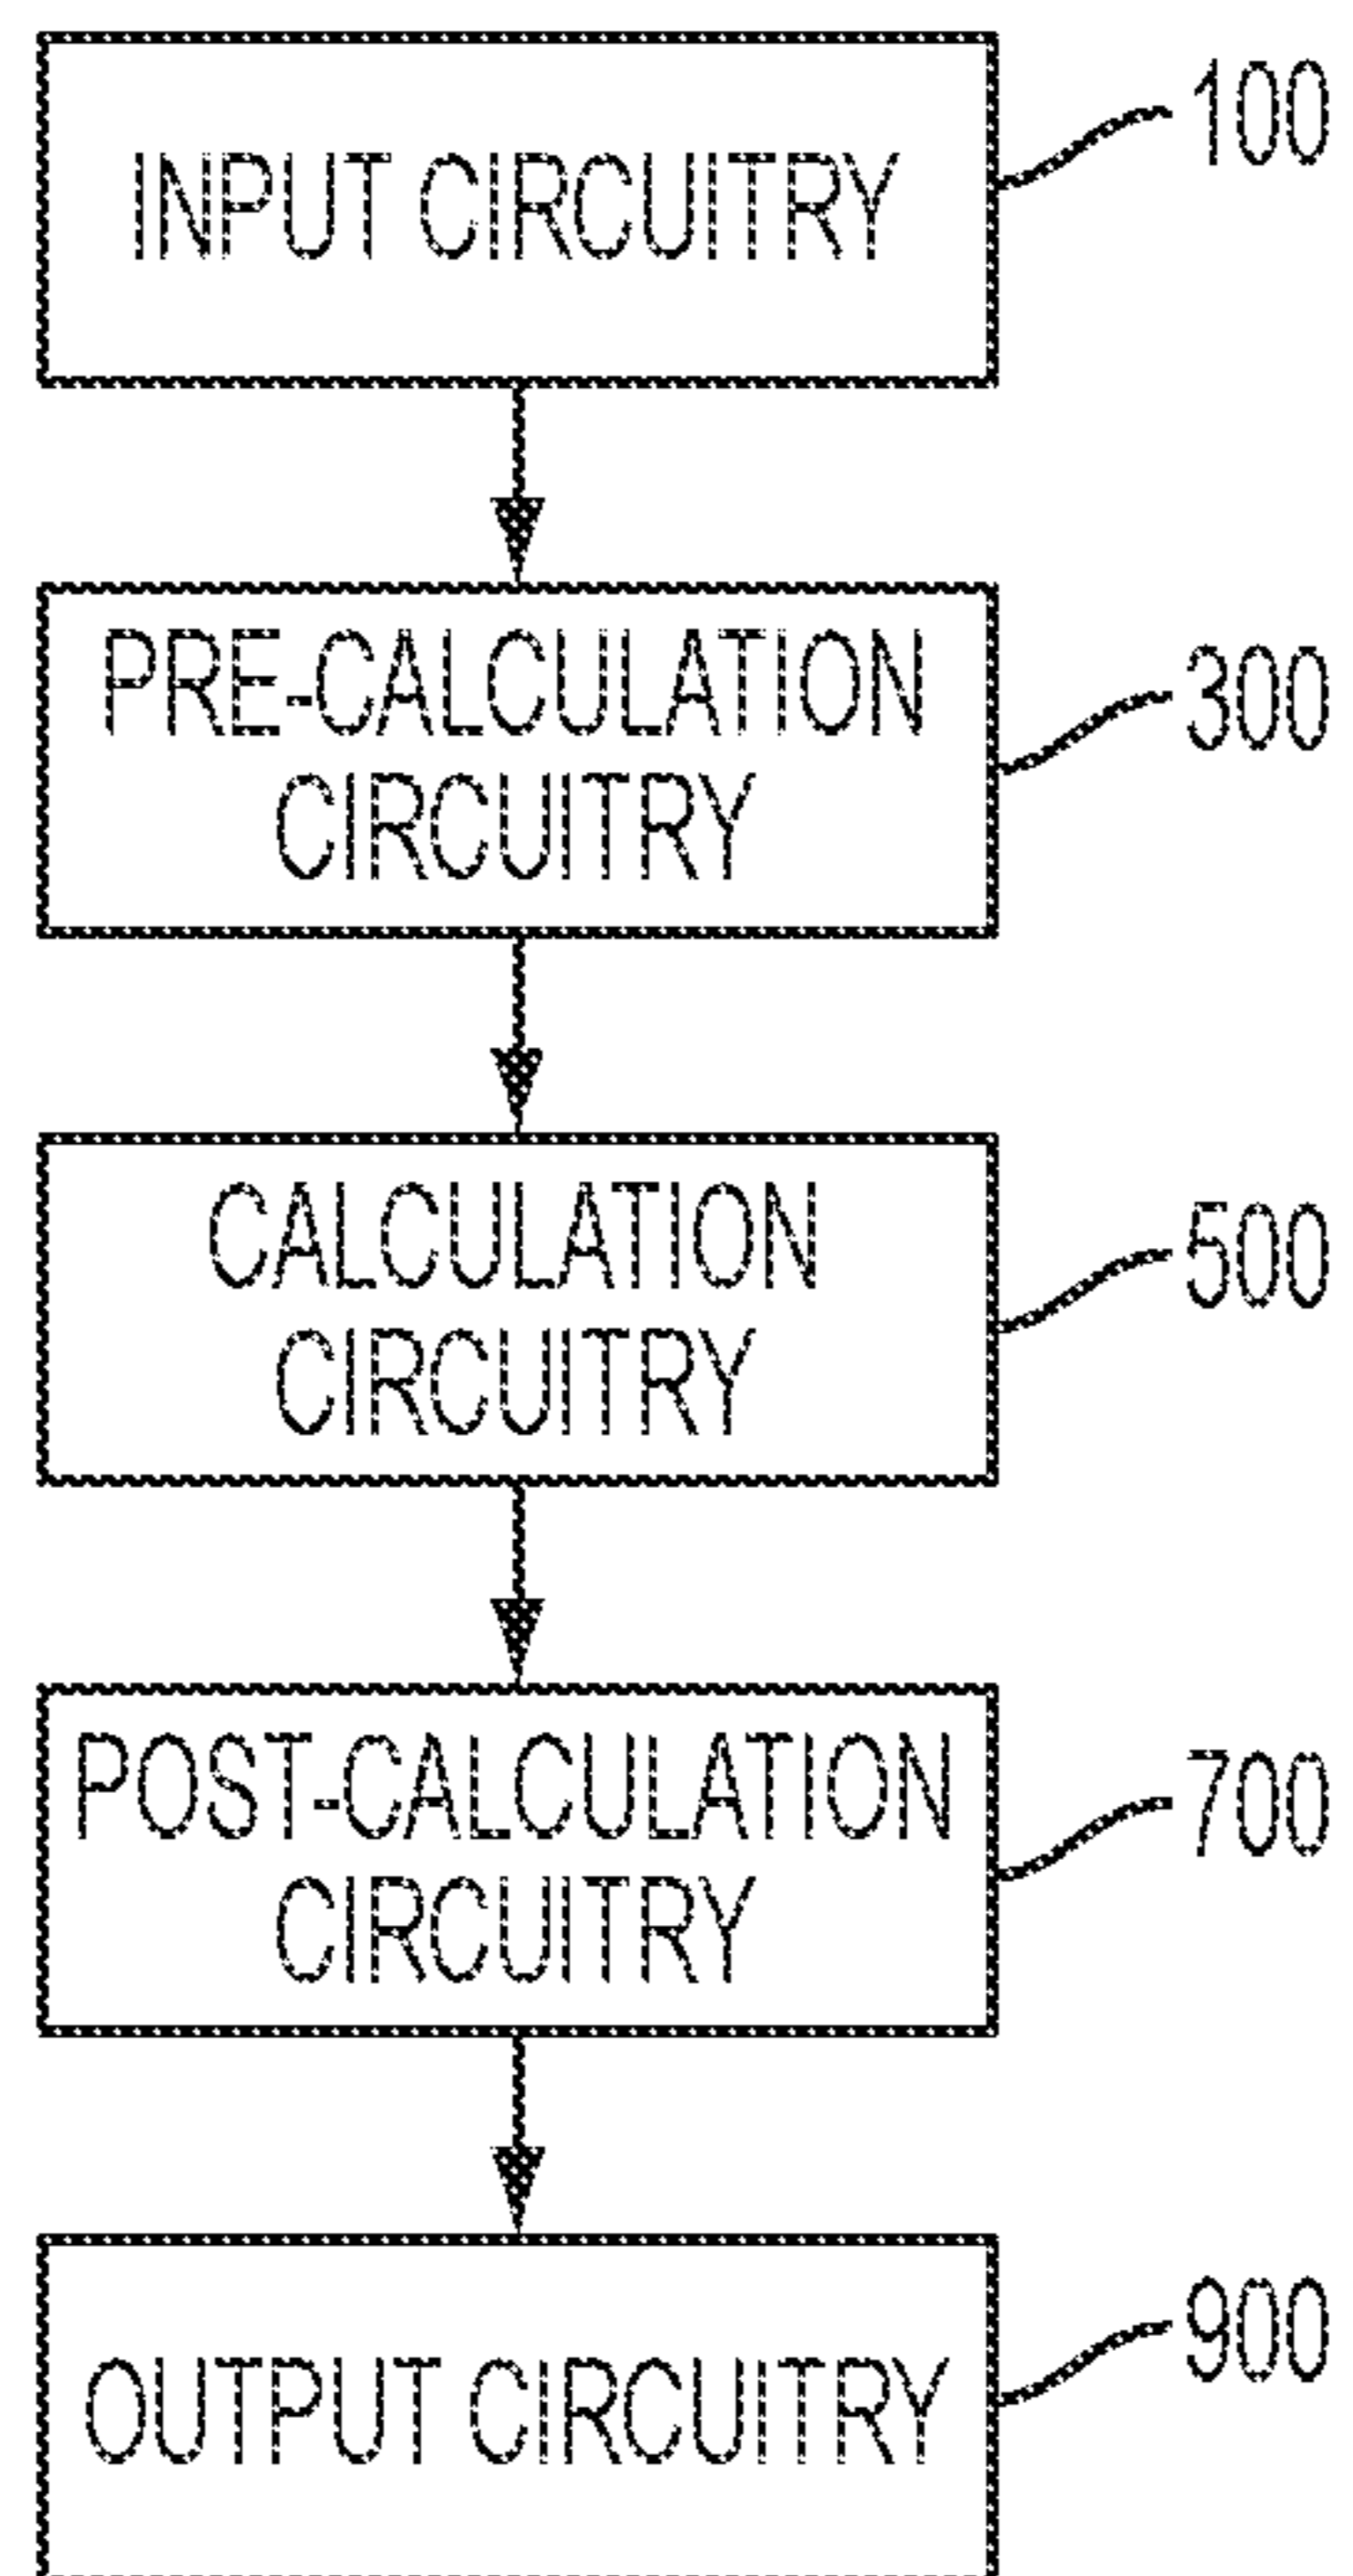 INPUT CIRCUITRY
100
PRE-CALCULATION
CIRCUITRY
300
CALCULATION
CIRCUITRY
500
POST-CALCULATION
CIRCUITRY
700
OUTPUT CIRCUITRY
900